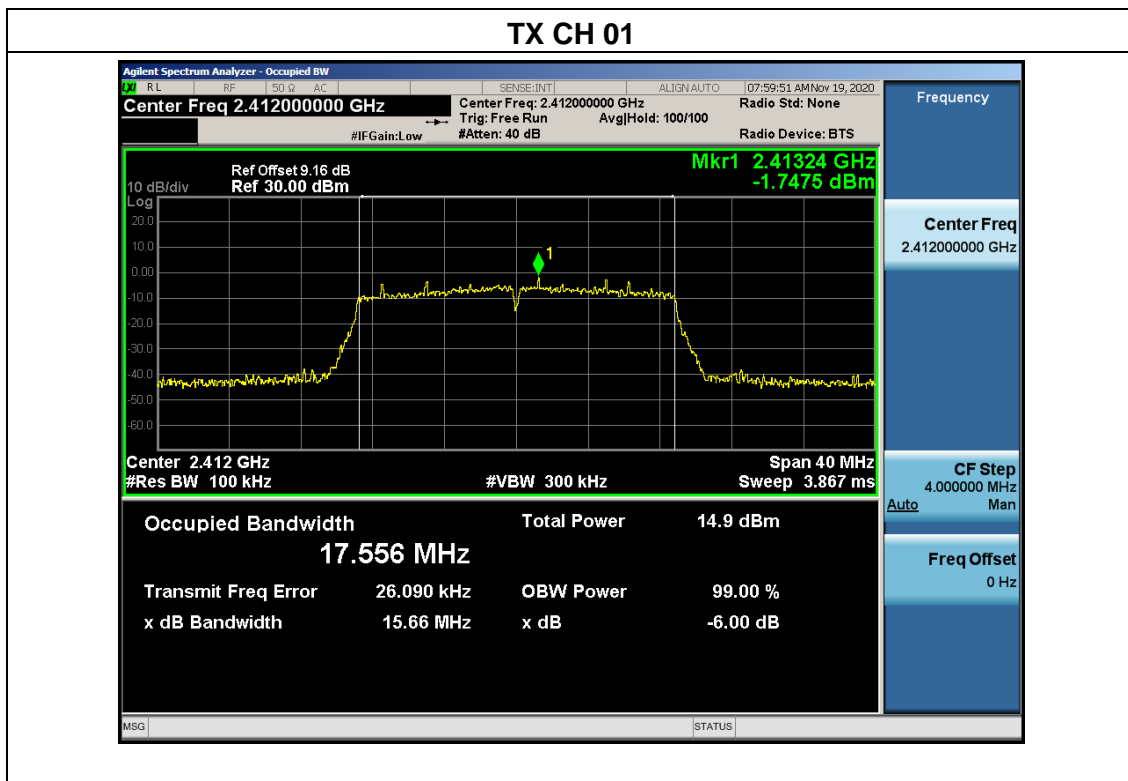 TX CH 01
Agilent Spectrum Analyzer - Occupied BW
LXI RL RF 50 Ω AC SENSE:INT ALIGN AUTO 07:59:51 AM Nov 19, 2020
Center Freq 2.412000000 GHz
Center Freq: 2.412000000 GHz Radio Std: None
Trig: Free Run Avg|Hold: 100/100
#IFGain:Low #Atten: 40 dB Radio Device: BTS
Ref Offset 9.16 dB
10 dB/div Ref 30.00 dBm
Mkr1 2.41324 GHz
-1.7475 dBm
Log
20.0
10.0
0.00
-10.0
-20.0
-30.0
-40.0
-50.0
-60.0
1
Center 2.412 GHz Span 40 MHz
#Res BW 100 kHz #VBW 300 kHz Sweep 3.867 ms
Occupied Bandwidth Total Power 14.9 dBm
17.556 MHz
Transmit Freq Error 26.090 kHz OBW Power 99.00 %
x dB Bandwidth 15.66 MHz x dB -6.00 dB
Frequency
Center Freq
2.412000000 GHz
CF Step
4.000000 MHz
Auto Man
Freq Offset
0 Hz
MSG STATUS